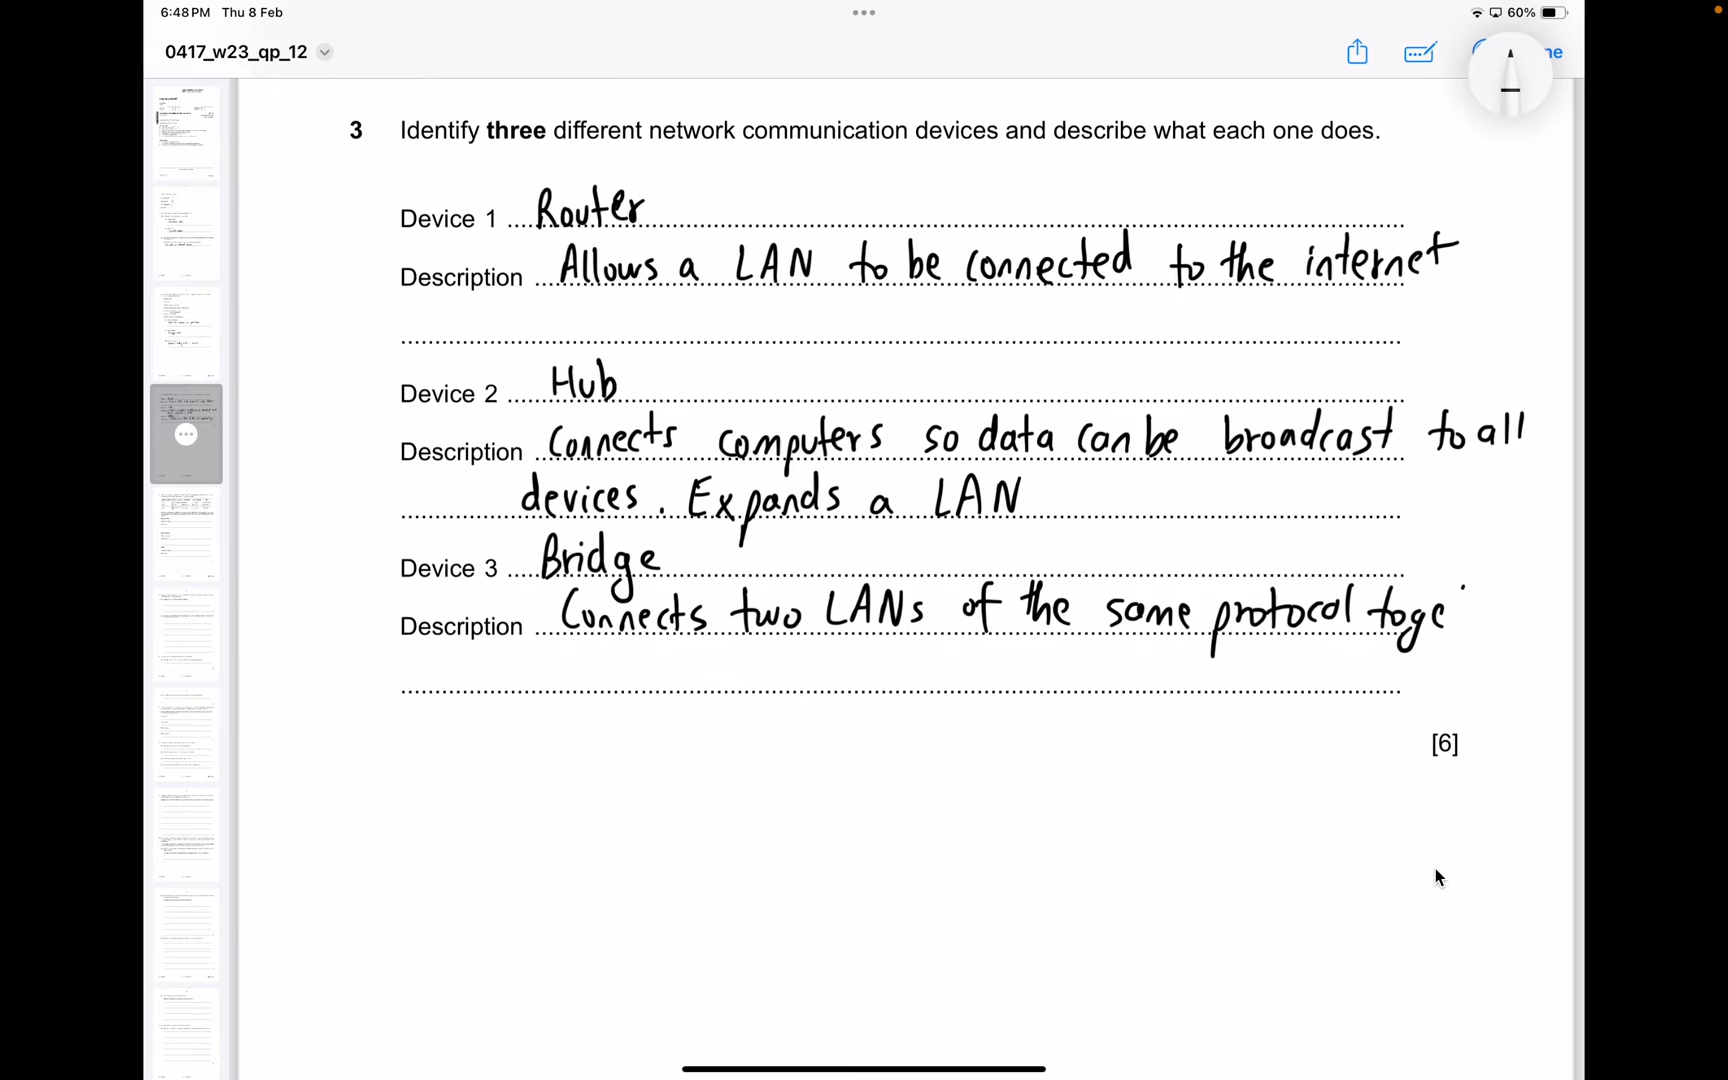 6:48 PM Thu 8 Feb
60%
0417_w23_qp_12
3 Identify three different network communication devices and describe what each one does.
Device 1 Router
Description Allows a LAN to be connected to the internet
Device 2 Hub
Description Connects computers so data can be broadcast to all
devices. Expands a LAN
Device 3 Bridge
Description Connects two LANs of the same protocol toge
[6]